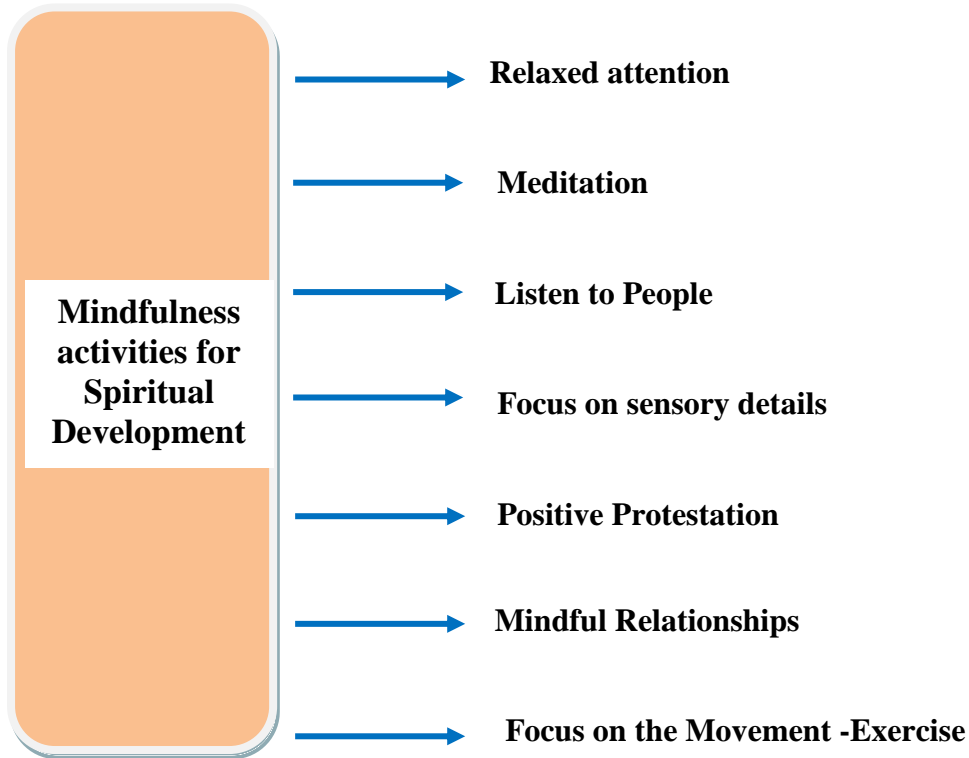 Relaxed attention
Meditation
Listen to People
Mindfulness
activities for
Spiritual
Development
Focus on sensory details
Positive Protestation
Mindful Relationships
Focus on the Movement -Exercise